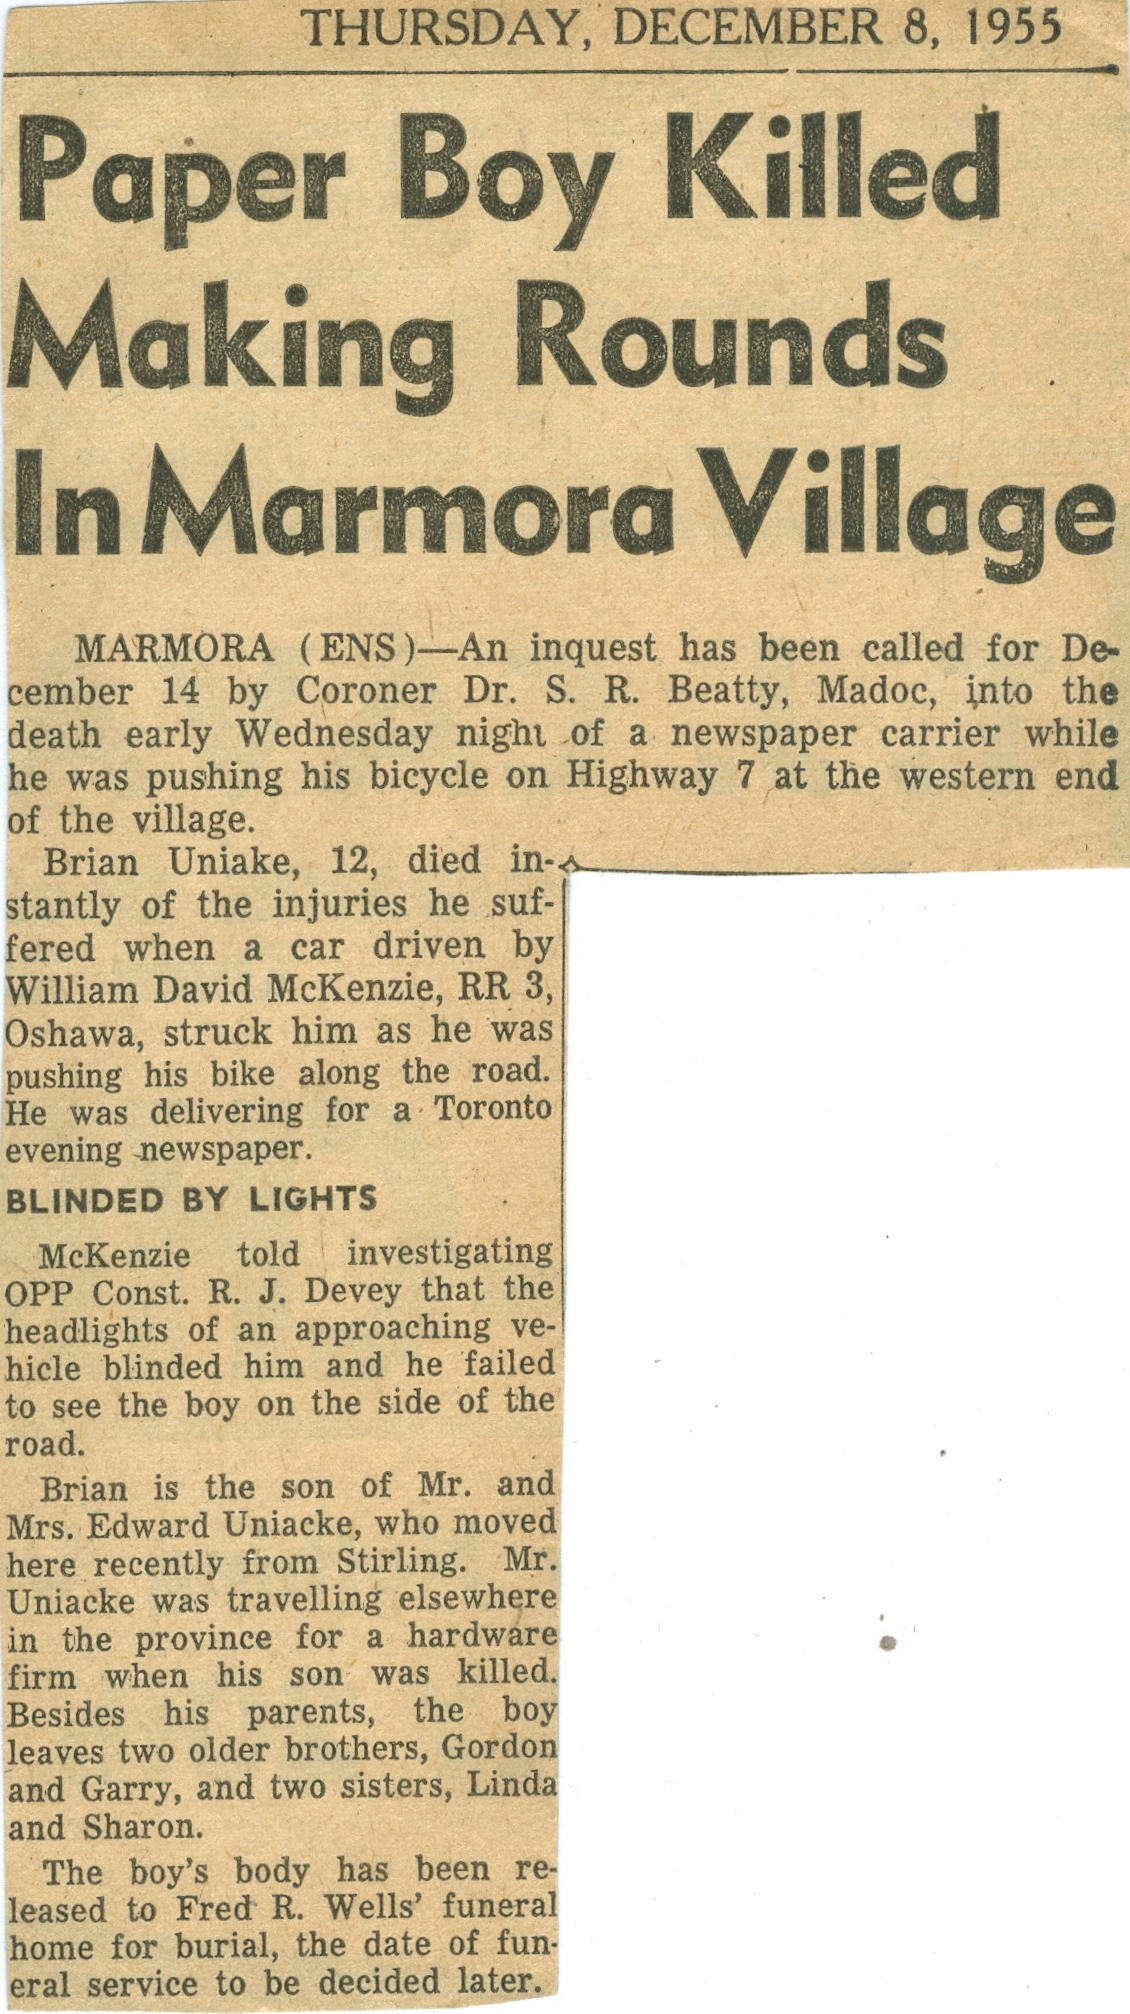 THURSDAY, DECEMBER 8, 1955
Paper Boy Killed
Making Rounds
In Marmora Village
MARMORA (ENS)—An inquest has been called for De-
cember 14 by Coroner Dr. S. R. Beatty, Madoc, into the
death early Wednesday night of a newspaper carrier while
he was pushing his bicycle on Highway 7 at the western end
of the village.
Brian Uniake, 12, died in-
stantly of the injuries he suf-
fered when a car driven by
William David McKenzie, RR 3,
Oshawa, struck him as he was
pushing his bike along the road.
He was delivering for a Toronto
evening newspaper.
BLINDED BY LIGHTS
McKenzie told investigating
OPP Const. R. J. Devey that the
headlights of an approaching ve-
hicle blinded him and he failed
to see the boy on the side of the
road.
Brian is the son of Mr. and
Mrs. Edward Uniacke, who moved
here recently from Stirling. Mr.
Uniacke was travelling elsewhere
in the province for a hardware
firm when his son was killed.
Besides his parents, the boy
leaves two older brothers, Gordon
and Garry, and two sisters, Linda
and Sharon.
The boy's body has been re-
leased to Fred R. Wells' funeral
home for burial, the date of fun-
eral service to be decided later.